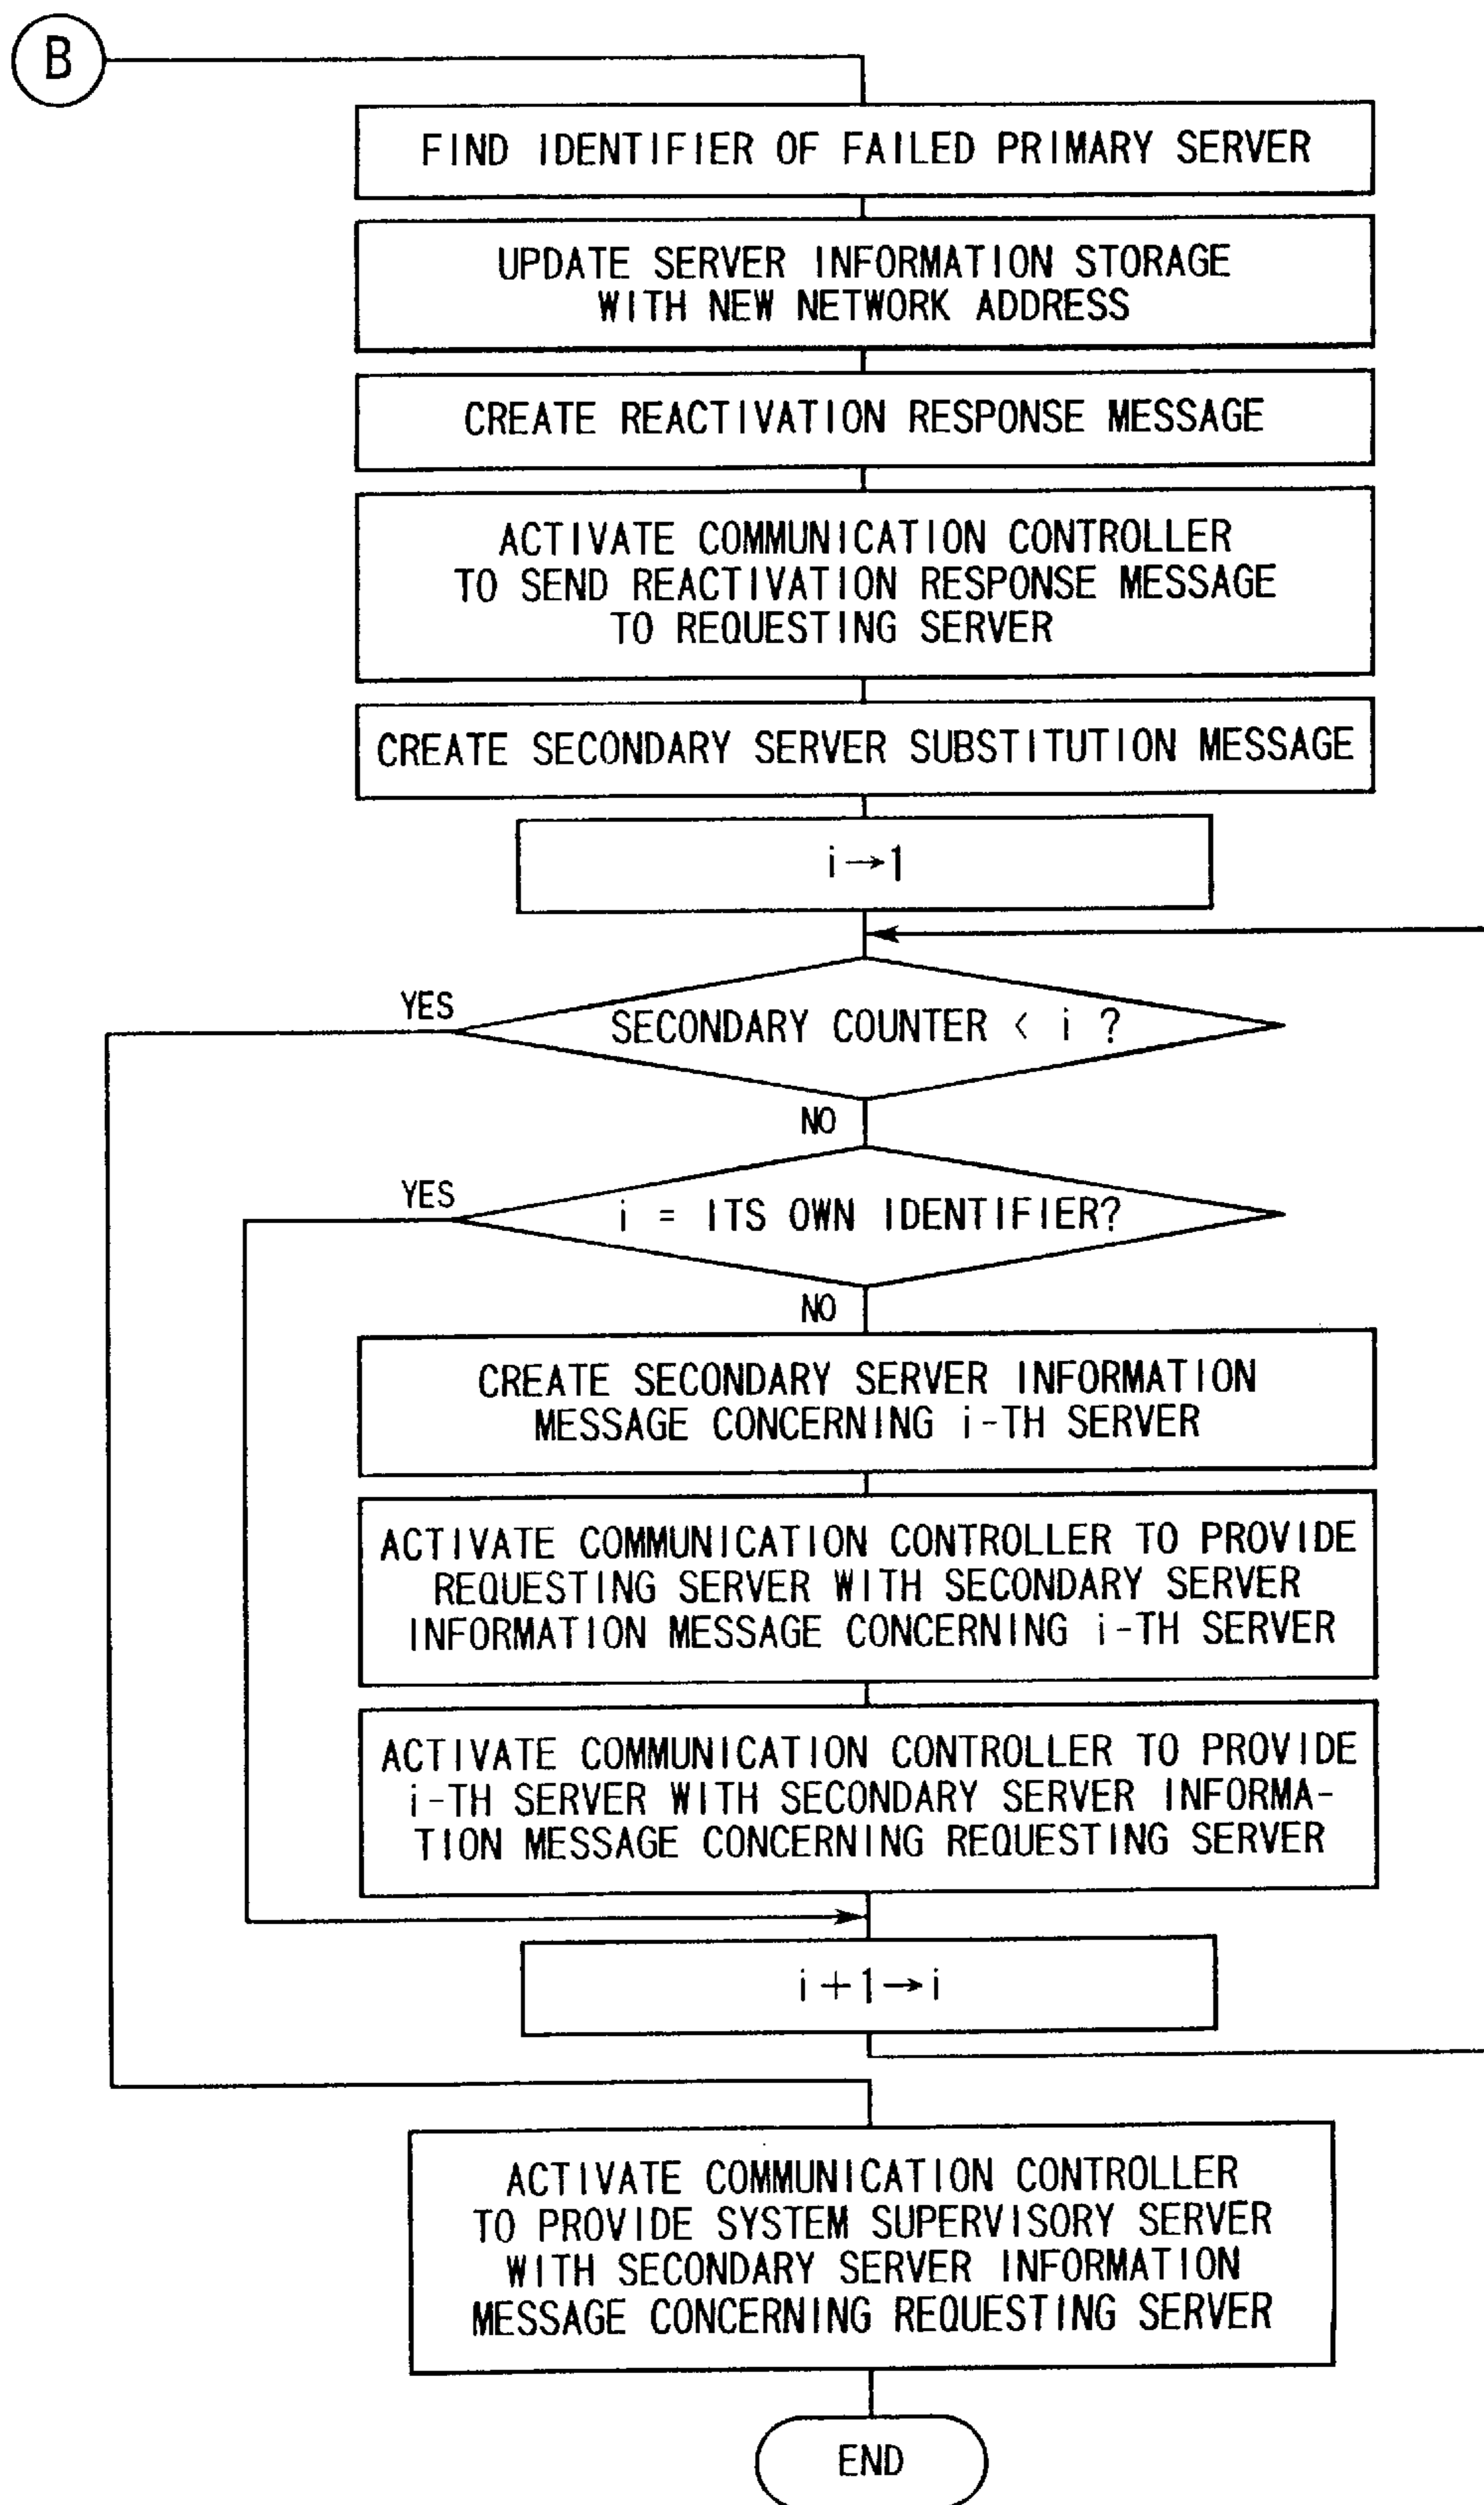 B
FIND IDENTIFIER OF FAILED PRIMARY SERVER
UPDATE SERVER INFORMATION STORAGE
WITH NEW NETWORK ADDRESS
CREATE REACTIVATION RESPONSE MESSAGE
ACTIVATE COMMUNICATION CONTROLLER
TO SEND REACTIVATION RESPONSE MESSAGE
TO REQUESTING SERVER
CREATE SECONDARY SERVER SUBSTITUTION MESSAGE
i→1
YES
SECONDARY COUNTER < i ?
NO
YES
i = ITS OWN IDENTIFIER?
NO
CREATE SECONDARY SERVER INFORMATION
MESSAGE CONCERNING i-TH SERVER
ACTIVATE COMMUNICATION CONTROLLER TO PROVIDE
REQUESTING SERVER WITH SECONDARY SERVER
INFORMATION MESSAGE CONCERNING i-TH SERVER
ACTIVATE COMMUNICATION CONTROLLER TO PROVIDE
i-TH SERVER WITH SECONDARY SERVER INFORMA-
TION MESSAGE CONCERNING REQUESTING SERVER
i+1→i
ACTIVATE COMMUNICATION CONTROLLER
TO PROVIDE SYSTEM SUPERVISORY SERVER
WITH SECONDARY SERVER INFORMATION
MESSAGE CONCERNING REQUESTING SERVER
END